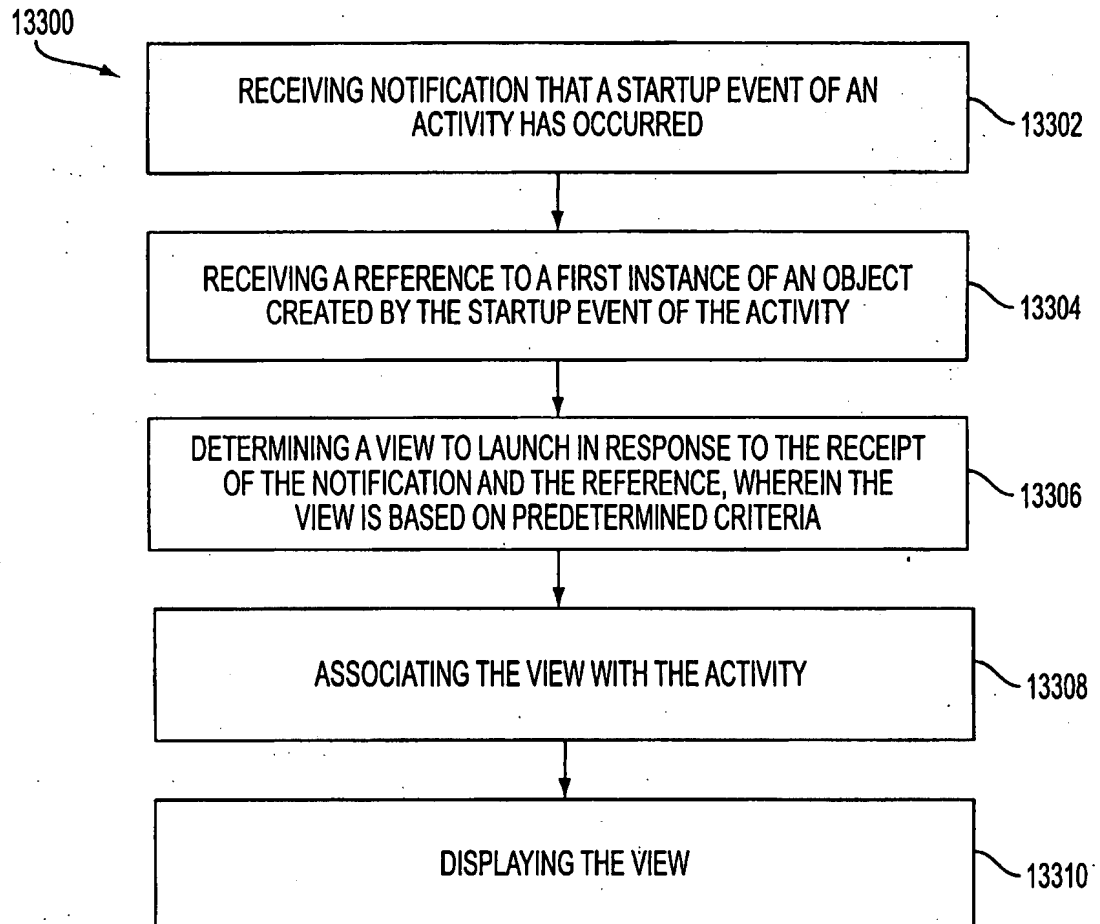 13300
RECEIVING NOTIFICATION THAT A STARTUP EVENT OF AN
ACTIVITY HAS OCCURRED
13302
RECEIVING A REFERENCE TO A FIRST INSTANCE OF AN OBJECT
CREATED BY THE STARTUP EVENT OF THE ACTIVITY
13304
DETERMINING A VIEW TO LAUNCH IN RESPONSE TO THE RECEIPT
OF THE NOTIFICATION AND THE REFERENCE, WHEREIN THE
VIEW IS BASED ON PREDETERMINED CRITERIA
13306
ASSOCIATING THE VIEW WITH THE ACTIVITY
13308
DISPLAYING THE VIEW
13310